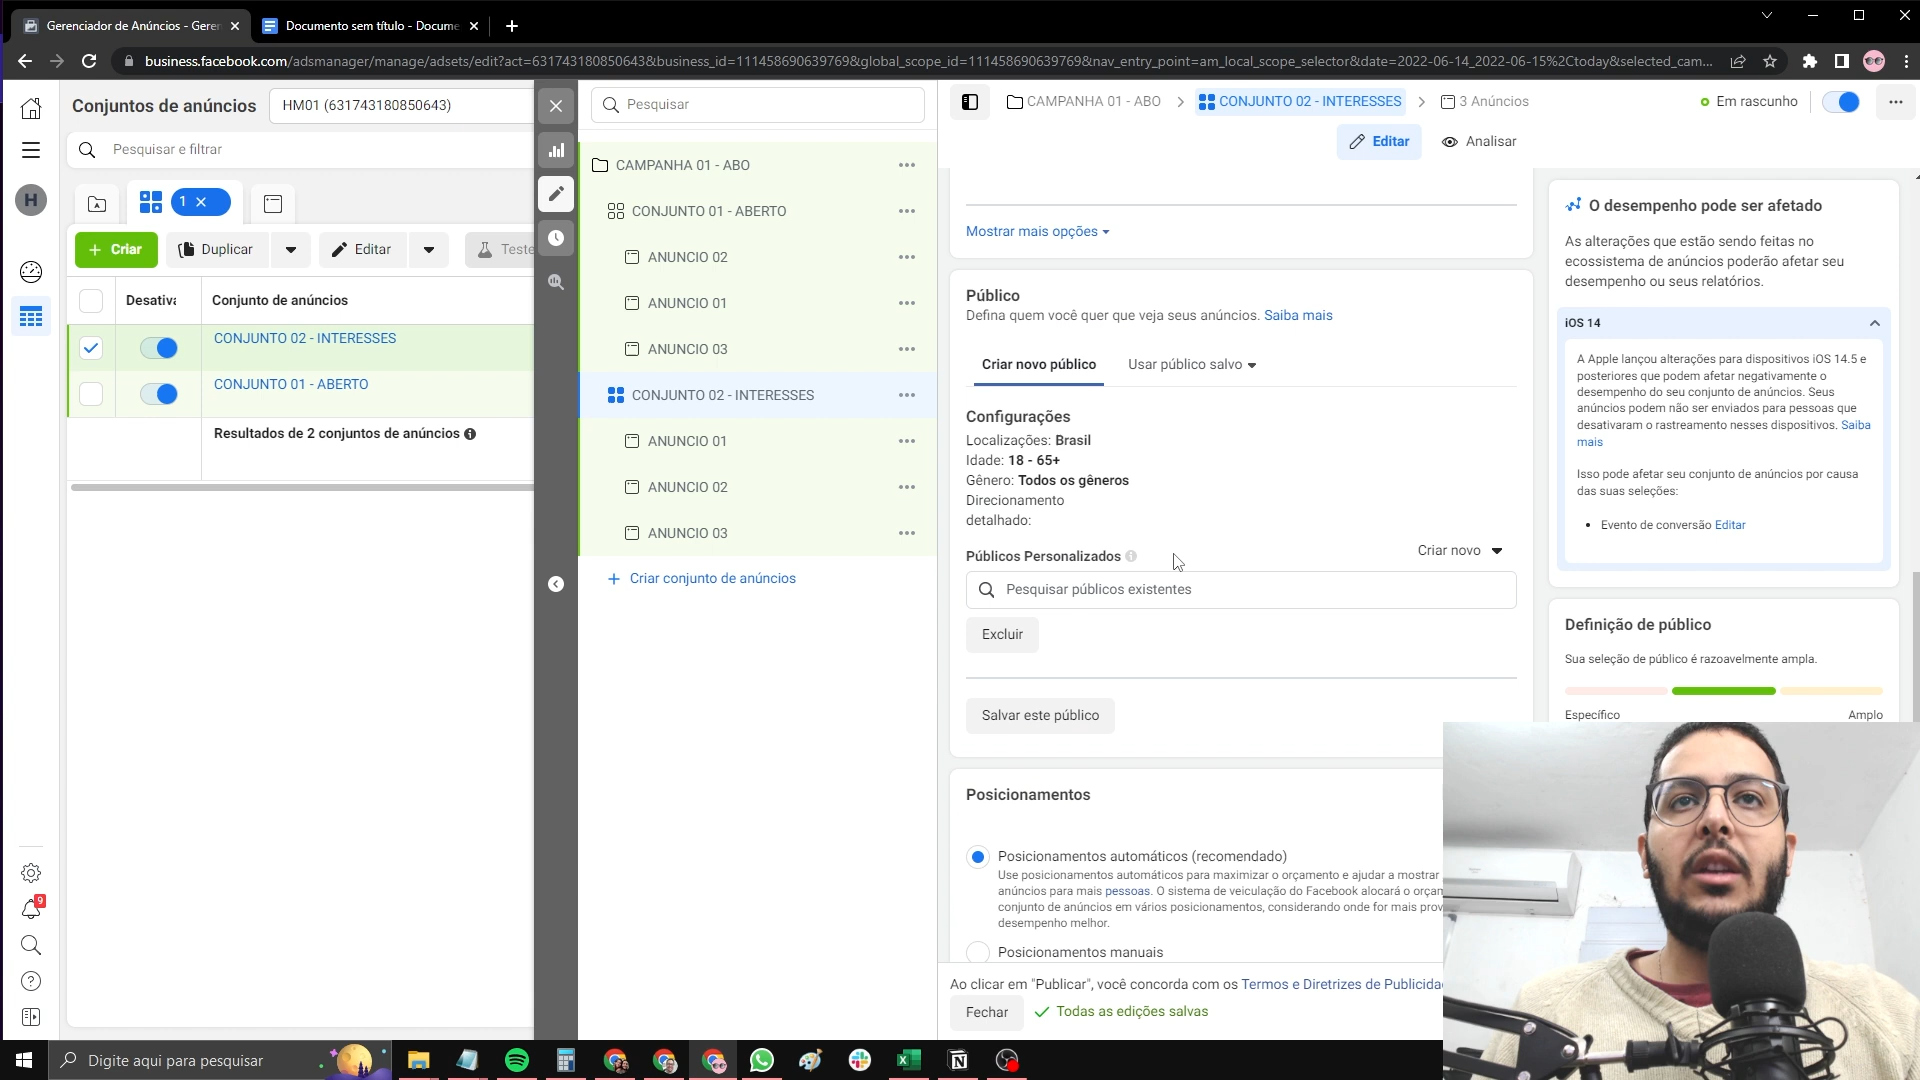 Gerenciador de Anúncios - Geren
Documento sem título - Docume
business.facebook.com/adsmanager/manage/adsets/edit?act=631743180850643&business_id=111458690639769&global_scope_id=111458690639769&nav_entry_point=am_local_scope_selector&date=2022-06-14_2022-06-15%2Ctoday&selected_cam...
Conjuntos de anúncios
HM01 (631743180850643)
Pesquisar e filtrar
H
1
Criar
Duplicar
Editar
Teste
Desativa
Conjunto de anúncios
CONJUNTO 02 - INTERESSES
CONJUNTO 01 - ABERTO
Resultados de 2 conjuntos de anúncios
9
Pesquisar
CAMPANHA 01 - ABO
CONJUNTO 01 - ABERTO
ANUNCIO 02
ANUNCIO 01
ANUNCIO 03
CONJUNTO 02 - INTERESSES
ANUNCIO 01
ANUNCIO 02
ANUNCIO 03
Criar conjunto de anúncios
CAMPANHA 01 - ABO
CONJUNTO 02 - INTERESSES
3 Anúncios
Em rascunho
Editar
Analisar
Mostrar mais opções
Público
Defina quem você quer que veja seus anúncios. Saiba mais
Criar novo público
Usar público salvo
Configurações
Localizações: Brasil
Idade: 18 - 65+
Gênero: Todos os gêneros
Direcionamento
detalhado:
Públicos Personalizados
Criar novo
Pesquisar públicos existentes
Excluir
Salvar este público
Posicionamentos
Posicionamentos automáticos (recomendado)
Use posicionamentos automáticos para maximizar o orçamento e ajudar a mostrar
anúncios para mais pessoas. O sistema de veiculação do Facebook alocará o orçam
conjunto de anúncios em vários posicionamentos, considerando onde for mais prov
desempenho melhor.
Posicionamentos manuais
Ao clicar em "Publicar", você concorda com os Termos e Diretrizes de Publicida
Fechar
Todas as edições salvas
O desempenho pode ser afetado
As alterações que estão sendo feitas no
ecossistema de anúncios poderão afetar seu
desempenho ou seus relatórios.
iOS 14
A Apple lançou alterações para dispositivos iOS 14.5 e
posteriores que podem afetar negativamente o
desempenho do seu conjunto de anúncios. Seus
anúncios podem não ser enviados para pessoas que
desativaram o rastreamento nesses dispositivos. Saiba
mais
Isso pode afetar seu conjunto de anúncios por causa
das suas seleções:
Evento de conversão Editar
Definição de público
Sua seleção de público é razoavelmente ampla.
Específico
Amplo
Digite aqui para pesquisar